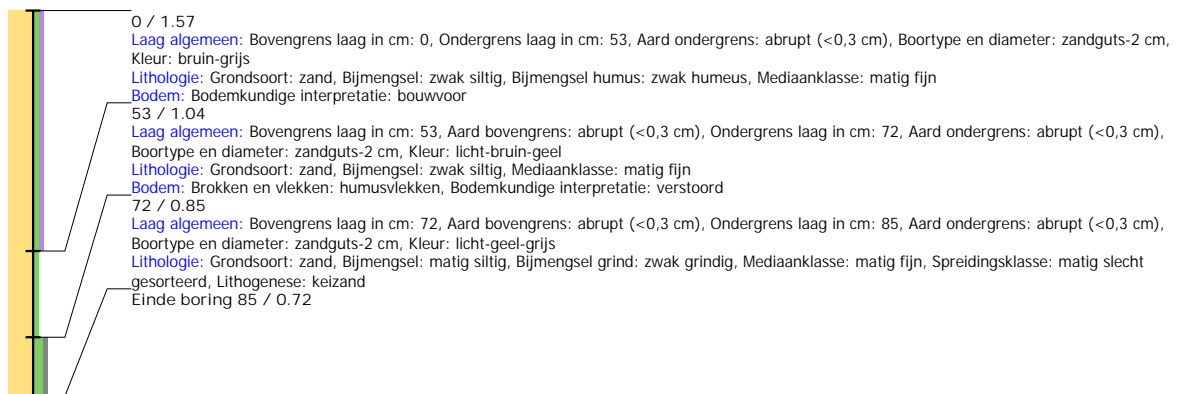 0 / 1.57
Laag algemeen: Bovengrens laag in cm: 0, Ondergrens laag in cm: 53, Aard ondergrens: abrupt (<0,3 cm), Boortype en diameter: zandguts-2 cm,
Kleur: bruin-grijs
Lithologie: Grondsoort: zand, Bijmengsel: zwak siltig, Bijmengsel humus: zwak humeus, Mediaanklasse: matig fijn
Bodem: Bodemkundige interpretatie: bouwvoor
53 / 1.04
Laag algemeen: Bovengrens laag in cm: 53, Aard bovengrens: abrupt (<0,3 cm), Ondergrens laag in cm: 72, Aard ondergrens: abrupt (<0,3 cm),
Boortype en diameter: zandguts-2 cm, Kleur: licht-bruin-geel
Lithologie: Grondsoort: zand, Bijmengsel: zwak siltig, Mediaanklasse: matig fijn
Bodem: Brokken en vlekken: humusvlekken, Bodemkundige interpretatie: verstoord
72 / 0.85
Laag algemeen: Bovengrens laag in cm: 72, Aard bovengrens: abrupt (<0,3 cm), Ondergrens laag in cm: 85, Aard ondergrens: abrupt (<0,3 cm),
Boortype en diameter: zandguts-2 cm, Kleur: licht-geel-grijs
Lithologie: Grondsoort: zand, Bijmengsel: matig siltig, Bijmengsel grind: zwak grindig, Mediaanklasse: matig fijn, Spreidingsklasse: matig slecht
gesorteerd, Lithogenese: keizand
Einde boring 85 / 0.72